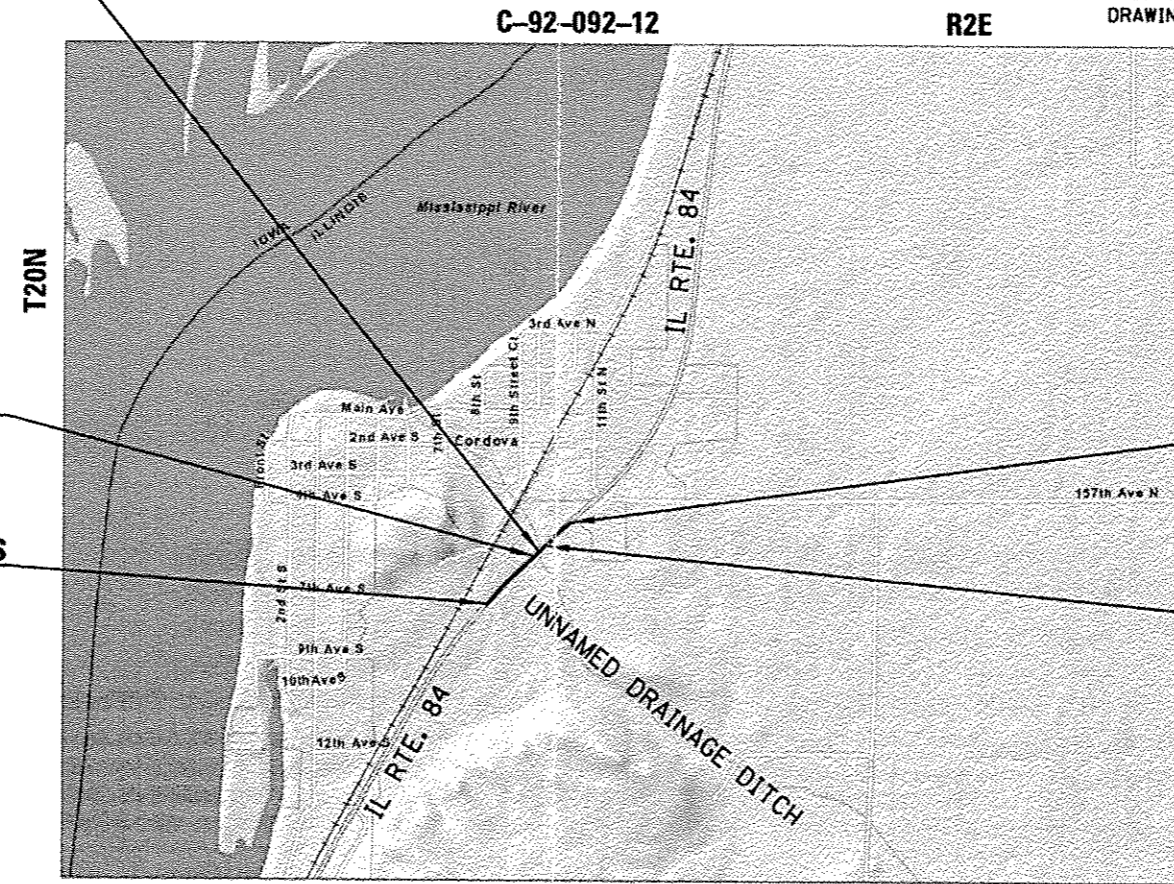 C-92-092-12
R2E
DRAWIN
T20N
IOWA
ILLINOIS
Mississippi River
IL RTE. 84
3rd Ave N
8th St
9th Street Ct
11th St N
Main Ave
7th St
2nd Ave S
Cordova
Front St
3rd Ave S
4th Ave S
157th Ave N
S
2nd St S
7th Ave S
UNNAMED DRAINAGE DITCH
9th Ave S
10th Ave S
12th Ave S
IL RTE. 84